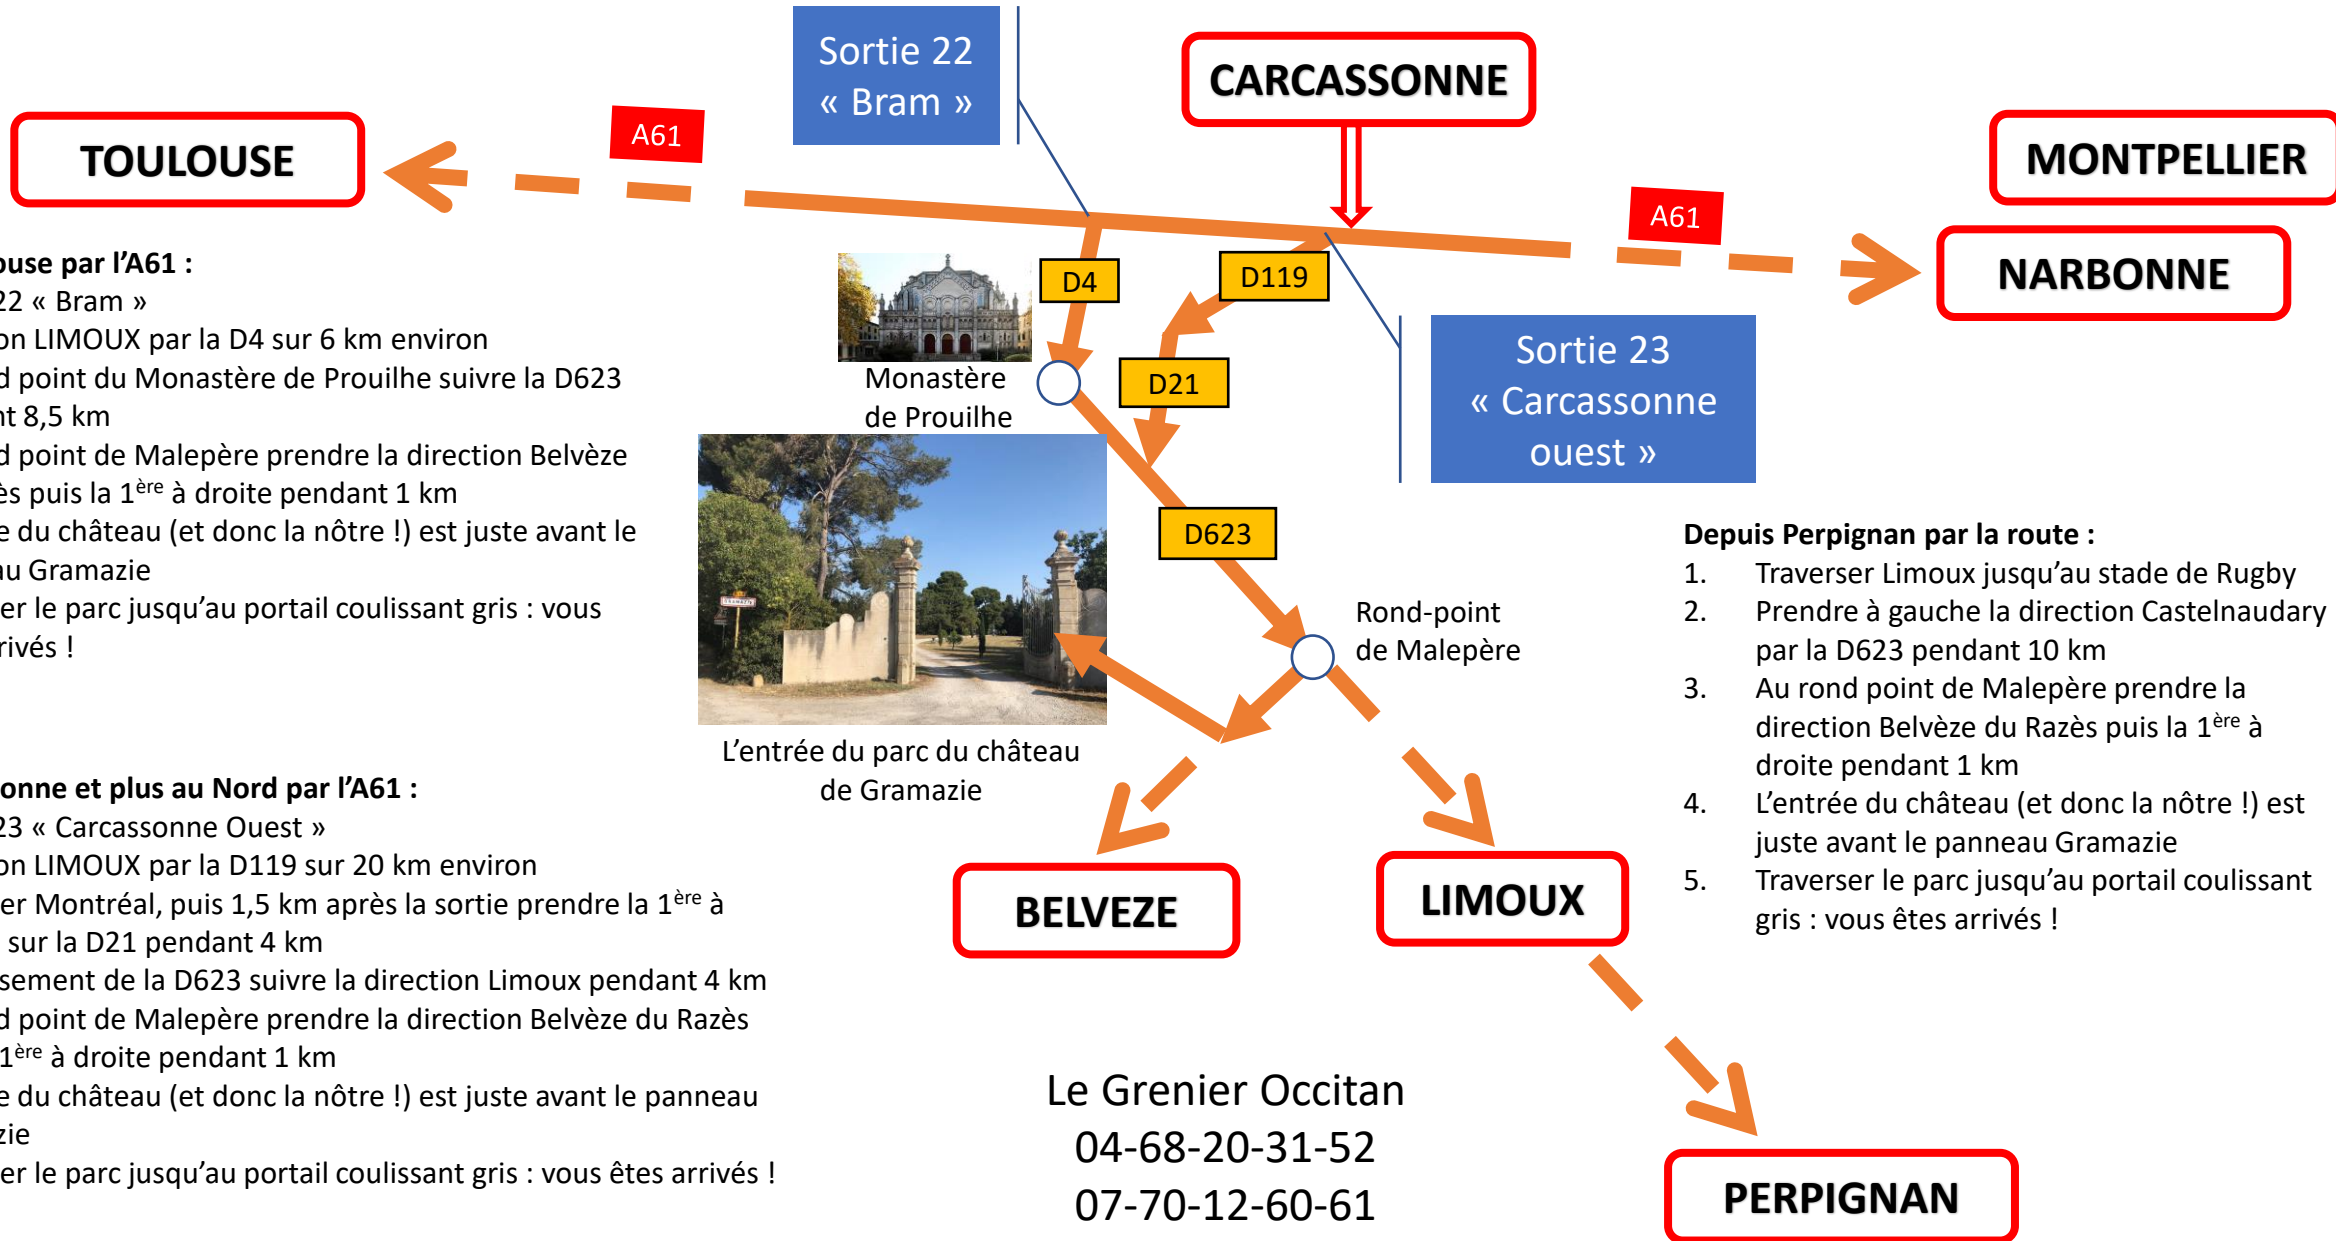 Sortie 22
« Bram »
CARCASSONNE
TOULOUSE
A61
MONTPELLIER
A61
NARBONNE
D4
D119
Sortie 23
« Carcassonne
ouest »
Monastère
de Prouilhe
D21
D623
Rond-point
de Malepère
GRAMAZIE
L'entrée du parc du château
de Gramazie
BELVEZE
LIMOUX
PERPIGNAN
ouse par l'A61 :
22 « Bram »
on LIMOUX par la D4 sur 6 km environ
d point du Monastère de Prouilhe suivre la D623
nt 8,5 km
d point de Malepère prendre la direction Belvèze
ès puis la 1ère à droite pendant 1 km
e du château (et donc la nôtre !) est juste avant le
au Gramazie
er le parc jusqu'au portail coulissant gris : vous
rivés !
onne et plus au Nord par l'A61 :
23 « Carcassonne Ouest »
on LIMOUX par la D119 sur 20 km environ
er Montréal, puis 1,5 km après la sortie prendre la 1ère à
sur la D21 pendant 4 km
sement de la D623 suivre la direction Limoux pendant 4 km
d point de Malepère prendre la direction Belvèze du Razès
1ère à droite pendant 1 km
e du château (et donc la nôtre !) est juste avant le panneau
zie
er le parc jusqu'au portail coulissant gris : vous êtes arrivés !
Depuis Perpignan par la route :
1. Traverser Limoux jusqu'au stade de Rugby
2. Prendre à gauche la direction Castelnaudary
par la D623 pendant 10 km
3. Au rond point de Malepère prendre la
direction Belvèze du Razès puis la 1ère à
droite pendant 1 km
4. L'entrée du château (et donc la nôtre !) est
juste avant le panneau Gramazie
5. Traverser le parc jusqu'au portail coulissant
gris : vous êtes arrivés !
Le Grenier Occitan
04-68-20-31-52
07-70-12-60-61